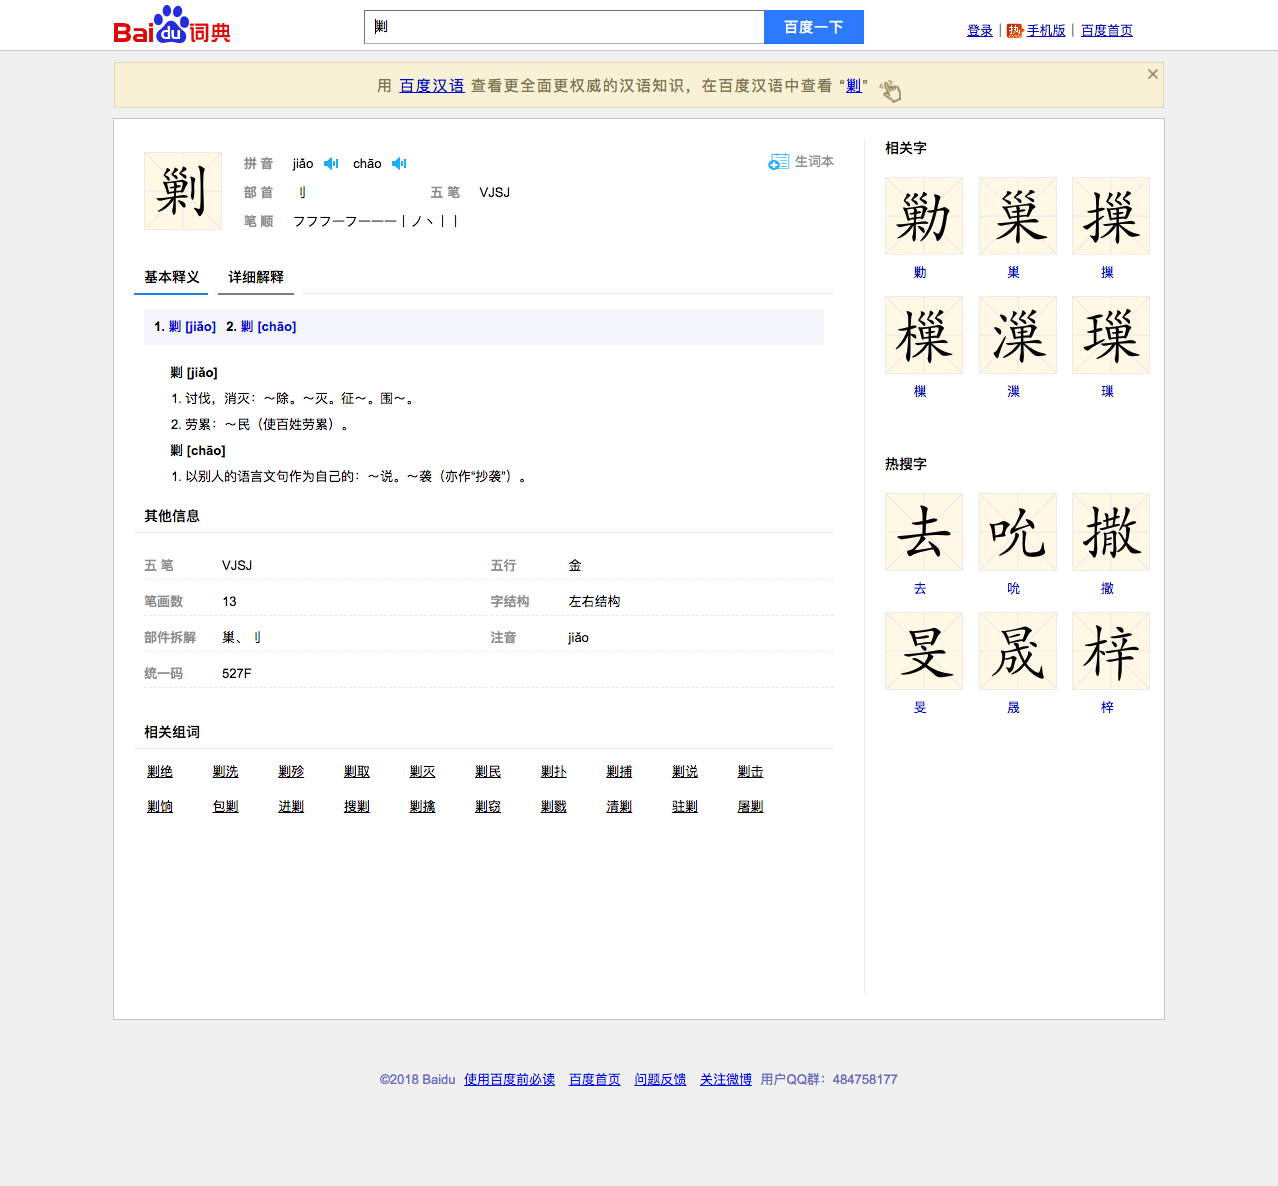 Baidu词典
剿
百度一下
登录 | 热 手机版 | 百度首页
用 百度汉语 查看更全面更权威的汉语知识，在百度汉语中查看 “剿”
剿
拼 音 jiǎo chāo
生词本
部 首 刂 五 笔 VJSJ
笔 顺 フフフ一フ一一一丨ノ丶丨丨
基本释义 详细解释
1. 剿 [jiǎo] 2. 剿 [chāo]
剿 [jiǎo]
1. 讨伐，消灭：～除。～灭。征～。围～。
2. 劳累：～民（使百姓劳累）。
剿 [chāo]
1. 以别人的语言文句作为自己的：～说。～袭（亦作“抄袭”）。
其他信息
五 笔 VJSJ 五行 金
笔画数 13 字结构 左右结构
部件拆解 巢、刂 注音 jiǎo
统一码 527F
相关组词
剿绝 剿洗 剿殄 剿取 剿灭 剿民 剿扑 剿捕 剿说 剿击
剿饷 包剿 进剿 搜剿 剿擒 剿窃 剿戮 清剿 驻剿 屠剿
相关字
勦 巢 摷
勦 巢 摷
樔 漅 璅
樔 漅 璅
热搜字
去 吮 撒
去 吮 撒
旻 晟 梓
旻 晟 梓
©2018 Baidu 使用百度前必读 百度首页 问题反馈 关注微博 用户QQ群：484758177